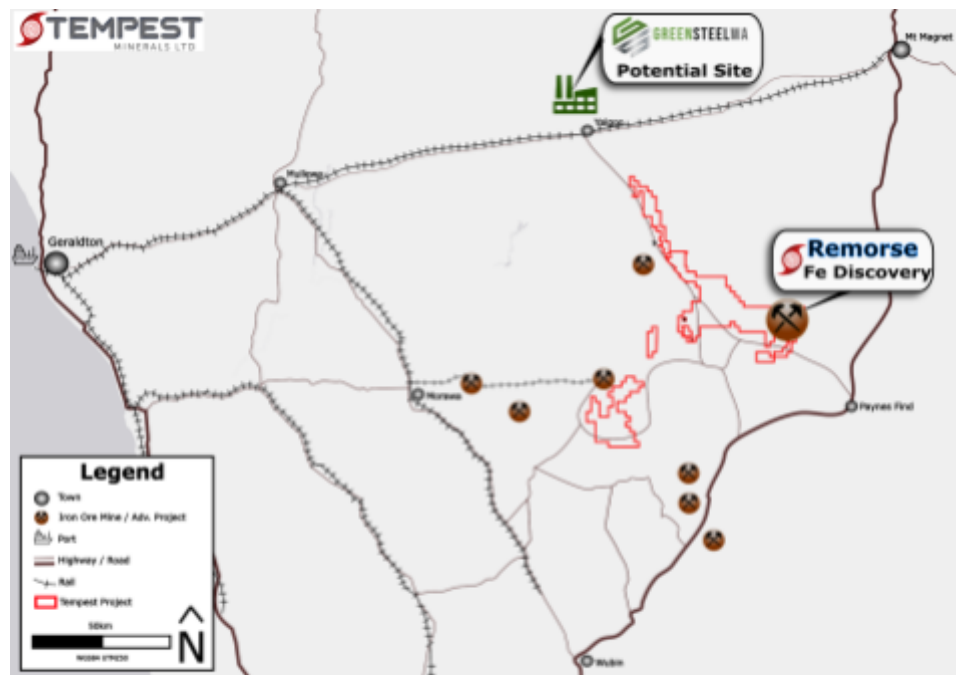 TEMPEST
MINERALS LTD
GREENSTEELWA
Potential Site
Mt Magnet
Yalgoo
Mullewa
Geraldton
Remorse
Fe Discovery
Morawa
Paynes Find
Wubin
Legend
Town
Iron Ore Mine / Adv. Project
Port
Highway / Road
Rail
Tempest Project
50km
N